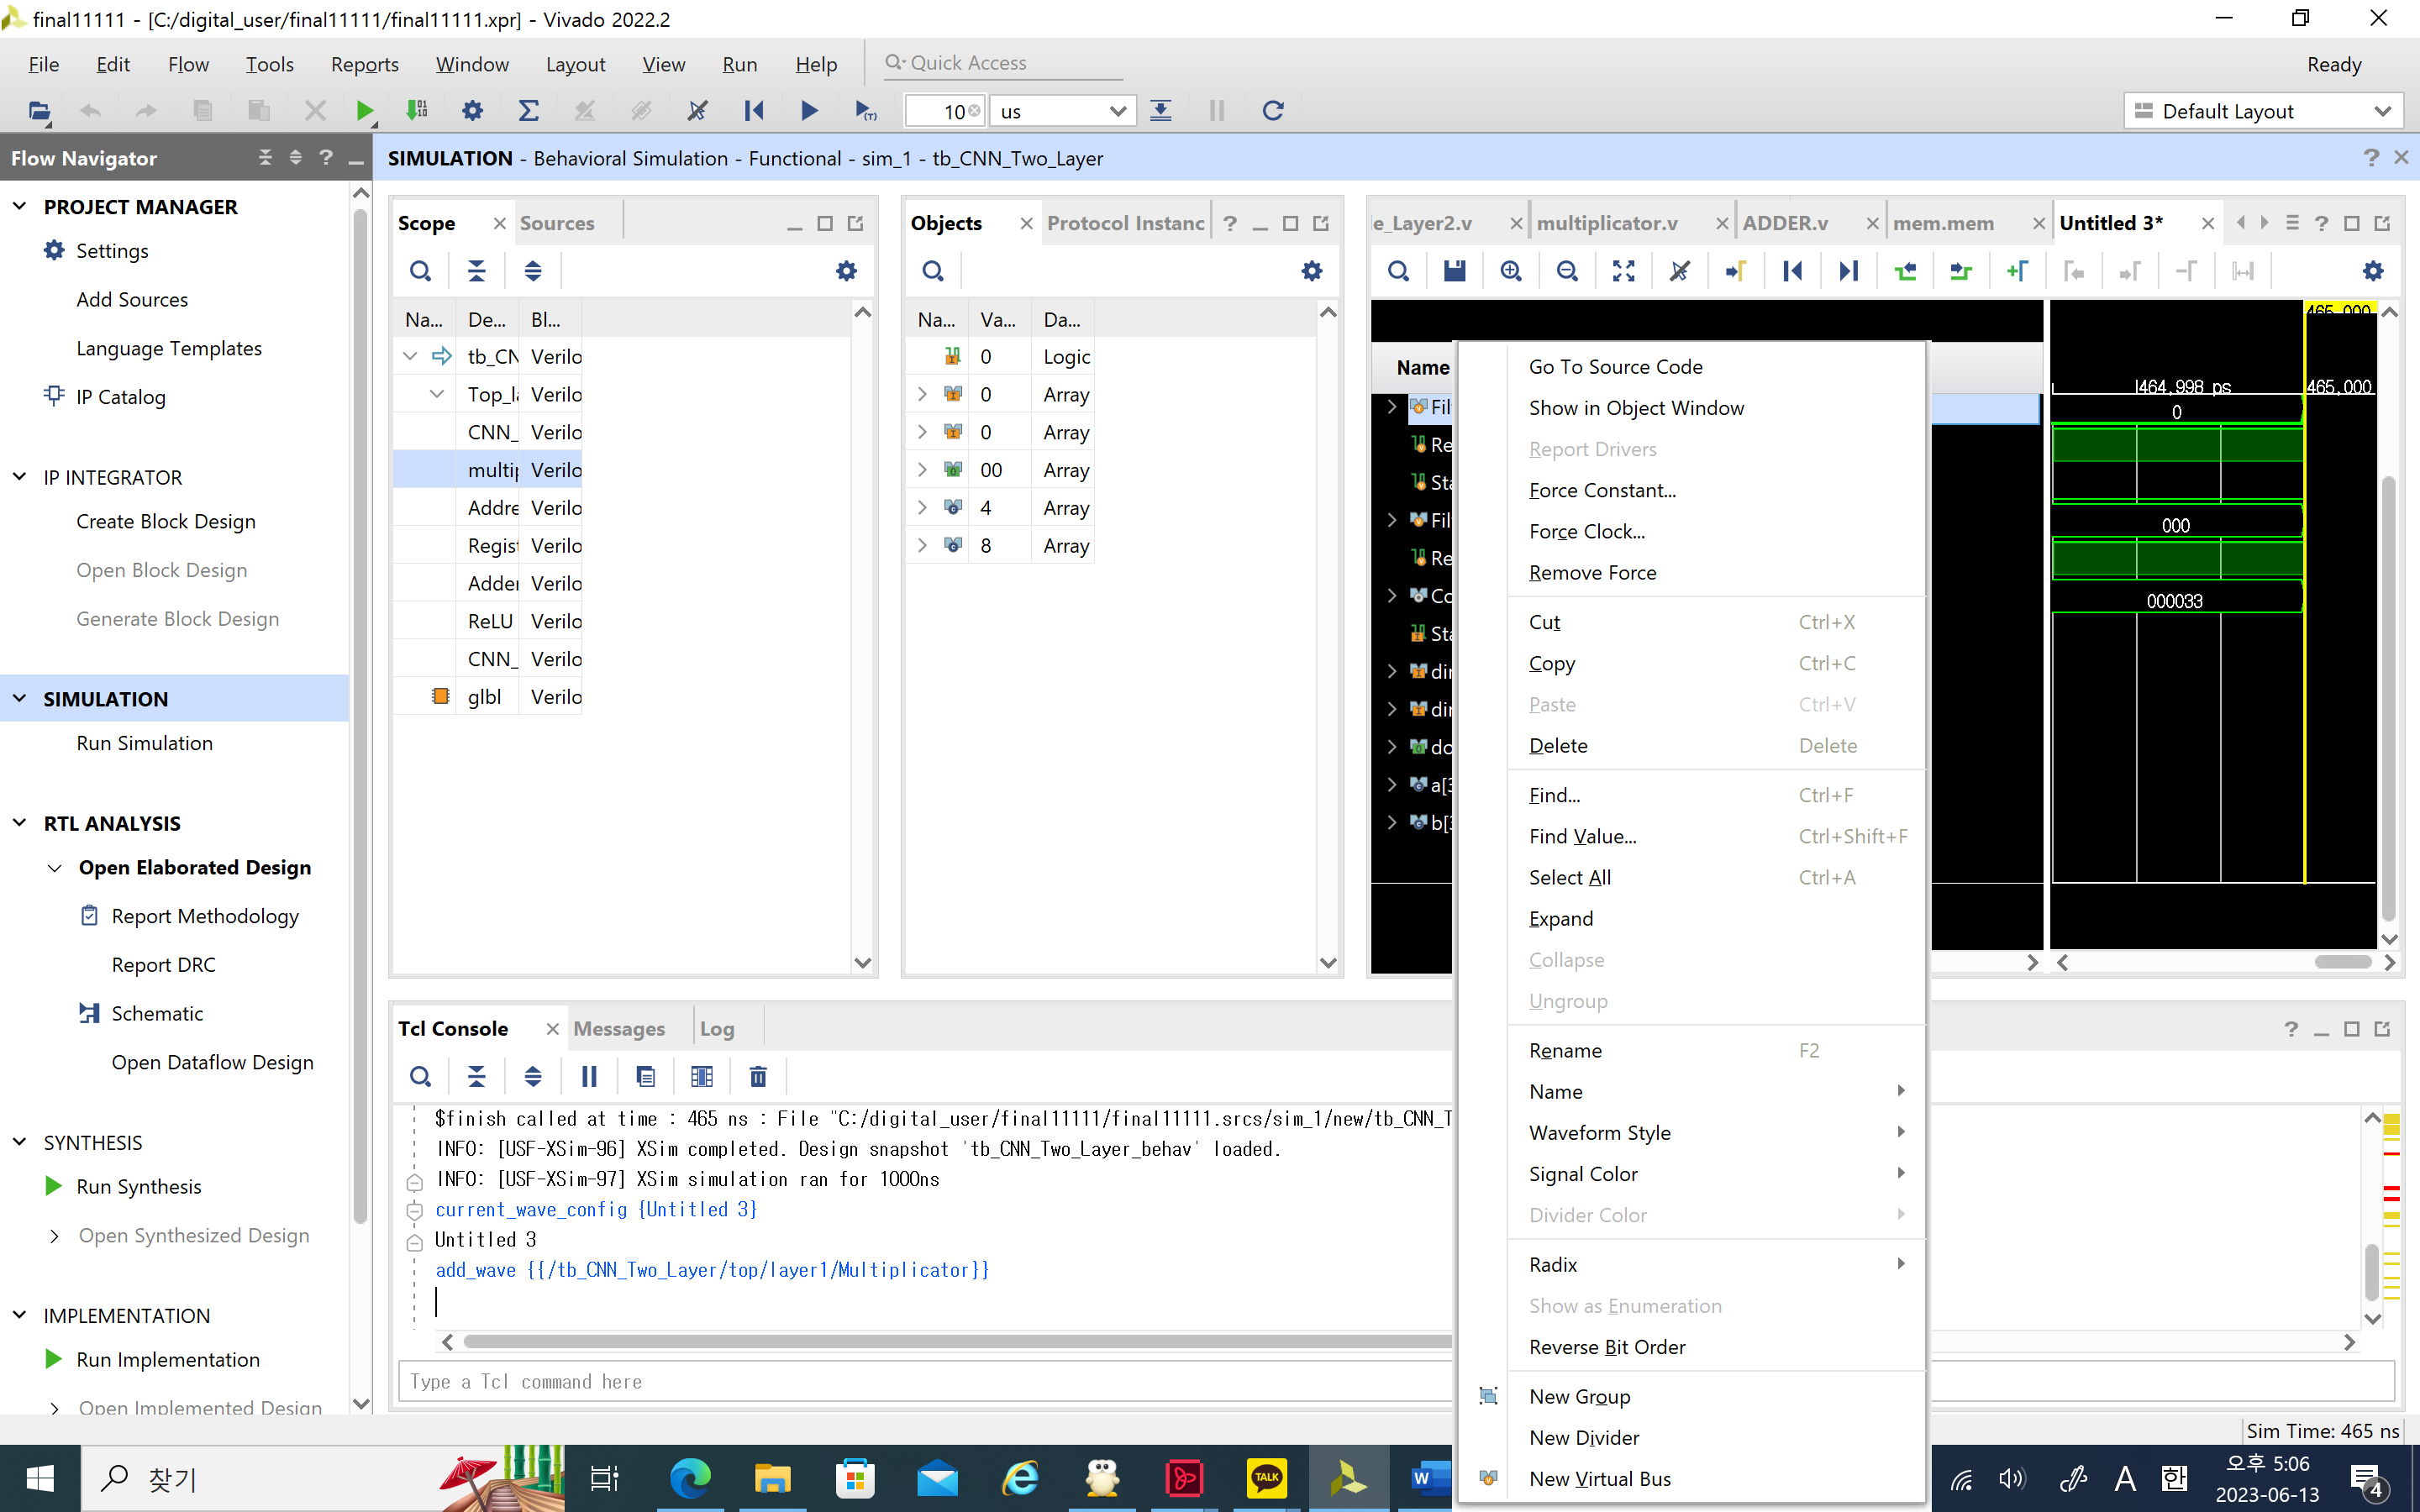 final11111 - [C:/digital_user/final11111/final11111.xpr] - Vivado 2022.2
File Edit Flow Tools Reports Window Layout View Run Help Quick Access Ready
10 us Default Layout
Flow Navigator
SIMULATION - Behavioral Simulation - Functional - sim_1 - tb_CNN_Two_Layer
PROJECT MANAGER
Settings
Add Sources
Language Templates
IP Catalog
IP INTEGRATOR
Create Block Design
Open Block Design
Generate Block Design
SIMULATION
Run Simulation
RTL ANALYSIS
Open Elaborated Design
Report Methodology
Report DRC
Schematic
Open Dataflow Design
SYNTHESIS
Run Synthesis
Open Synthesized Design
IMPLEMENTATION
Run Implementation
Open Implemented Design
Scope Sources
Na... De... Bl...
tb_CN Verilo
Top_la Verilo
CNN_ Verilo
multip Verilo
Addre Verilo
Regist Verilo
Adder Verilo
ReLU Verilo
CNN_ Verilo
glbl Verilo
Objects Protocol Instanc
Na... Va... Da...
0 Logic
0 Array
0 Array
00 Array
4 Array
8 Array
e_Layer2.v multiplicator.v ADDER.v mem.mem Untitled 3*
Name
Fil
Re
Sta
Fil
Re
Co
Sta
din
din
do
a[3
b[3
465,000
464,998 ps 465,000
0
000
000033
Go To Source Code
Show in Object Window
Report Drivers
Force Constant...
Force Clock...
Remove Force
Cut Ctrl+X
Copy Ctrl+C
Paste Ctrl+V
Delete Delete
Find... Ctrl+F
Find Value... Ctrl+Shift+F
Select All Ctrl+A
Expand
Collapse
Ungroup
Rename F2
Name
Waveform Style
Signal Color
Divider Color
Radix
Show as Enumeration
Reverse Bit Order
New Group
New Divider
New Virtual Bus
Tcl Console Messages Log
$finish called at time : 465 ns : File "C:/digital_user/final11111/final11111.srcs/sim_1/new/tb_CNN_T
INFO: [USF-XSim-96] XSim completed. Design snapshot 'tb_CNN_Two_Layer_behav' loaded.
INFO: [USF-XSim-97] XSim simulation ran for 1000ns
current_wave_config {Untitled 3}
Untitled 3
add_wave {{/tb_CNN_Two_Layer/top/layer1/Multiplicator}}
Type a Tcl command here
Sim Time: 465 ns
찾기
TALK
W
A 한
오후 5:06
2023-06-13
4